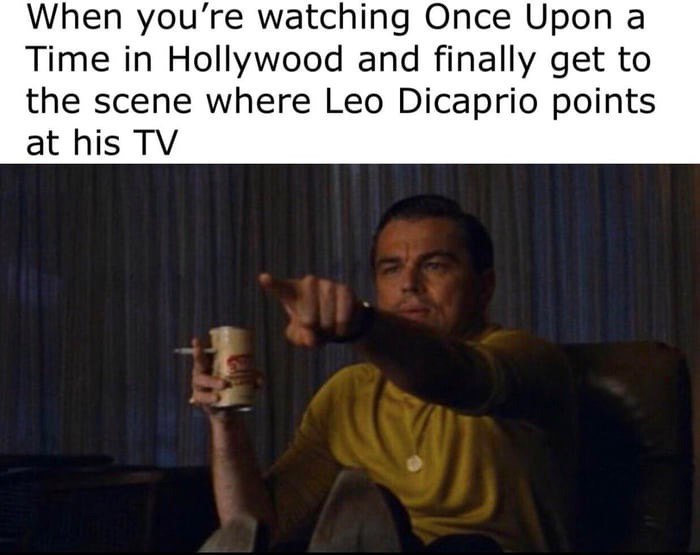 When you're watching Once Upon a
Time in Hollywood and finally get to
the scene where Leo Dicaprio points
at his TV